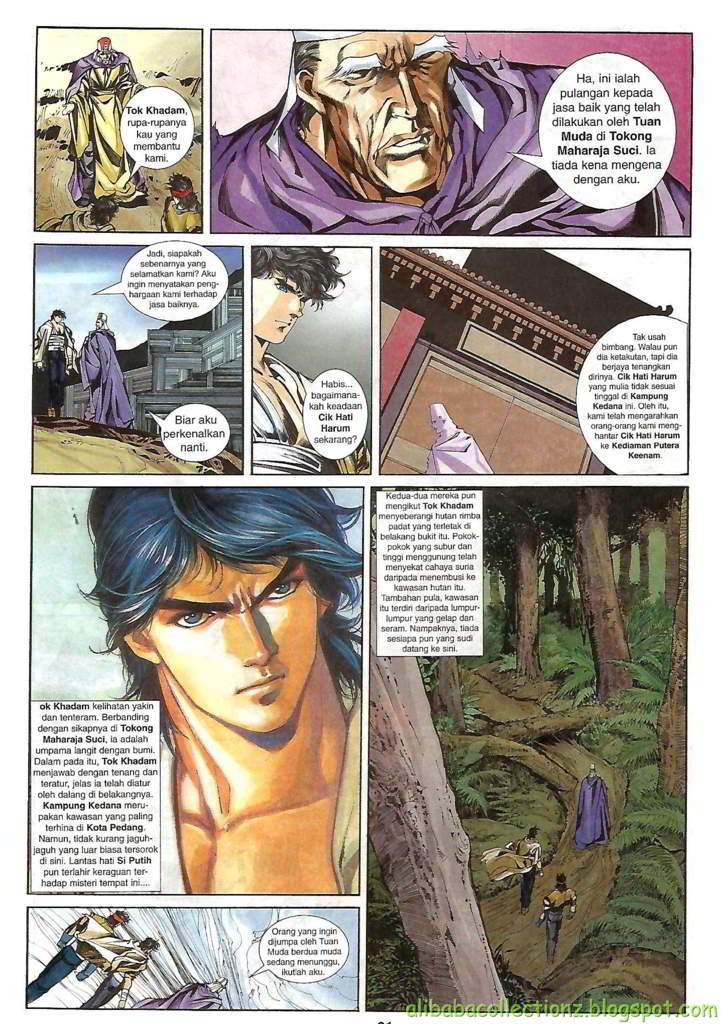 Tok Khadam,
rupa-rupanya
kau yang
membantu
kami.
Ha, ini ialah
pulangan kepada
jasa baik yang telah
dilakukan oleh Tuan
Muda di Tokong
Maharaja Suci. Ia
tiada kena mengena
dengan aku.
Jadi, siapakah
sebenarnya yang
selamatkan kami? Aku
ingin menyatakan peng-
hargaan kami terhadap
jasa baiknya.
Biar aku
perkenalkan
nanti.
Habis...
bagaimana-
kah keadaan
Cik Hati
Harum
sekarang?
Tak usah
bimbang. Walau pun
dia ketakutan, tapi dia
berjaya tenangkan
dirinya. Cik Hati Harum
yang mulia tidak sesuai
tinggal di Kampung
Kedana ini. Oleh itu,
kami telah mengarahkan
orang-orang kami meng-
hantar Cik Hati Harum
ke Kediaman Putera
Keenam.
ok Khadam kelihatan yakin
dan tenteram. Berbanding
dengan sikapnya di Tokong
Maharaja Suci, ia adalah
umpama langit dengan bumi.
Dalam pada itu, Tok Khadam
menjawab dengan tenang dan
teratur, jelas ia telah diatur
oleh dalang di belakangnya.
Kampung Kedana meru-
pakan kawasan yang paling
terhina di Kota Pedang.
Namun, tidak kurang jaguh-
jaguh yang luar biasa tersorok
di sini. Lantas hati Si Putih
pun terlahir keraguan ter-
hadap misteri tempat ini....
Kedua-dua mereka pun
mengikut Tok Khadam
menyeberangi hutan rimba
padat yang terletak di
belakang bukit itu. Pokok-
pokok yang subur dan
tinggi menggunung telah
menyekat cahaya suria
daripada menembusi ke
kawasan hutan itu.
Tambahan pula, kawasan
itu terdiri daripada lumpur-
lumpur yang gelap dan
seram. Nampaknya, tiada
sesiapa pun yang sudi
datang ke sini.
Orang yang ingin
dijumpa oleh Tuan
Muda berdua muda
sedang menunggu,
ikutlah aku.
alibabacollectionz.blogspot.com